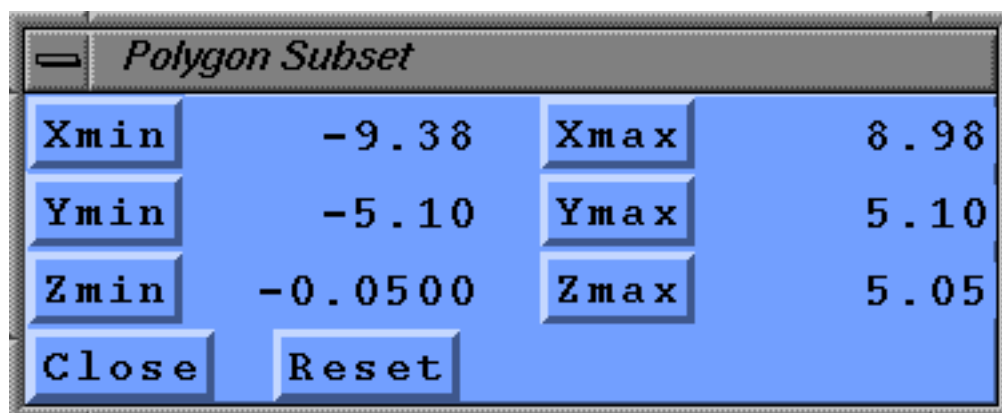 Polygon Subset
Xmin -9.38 Xmax 8.98
Ymin -5.10 Ymax 5.10
Zmin -0.0500 Zmax 5.05
Close Reset